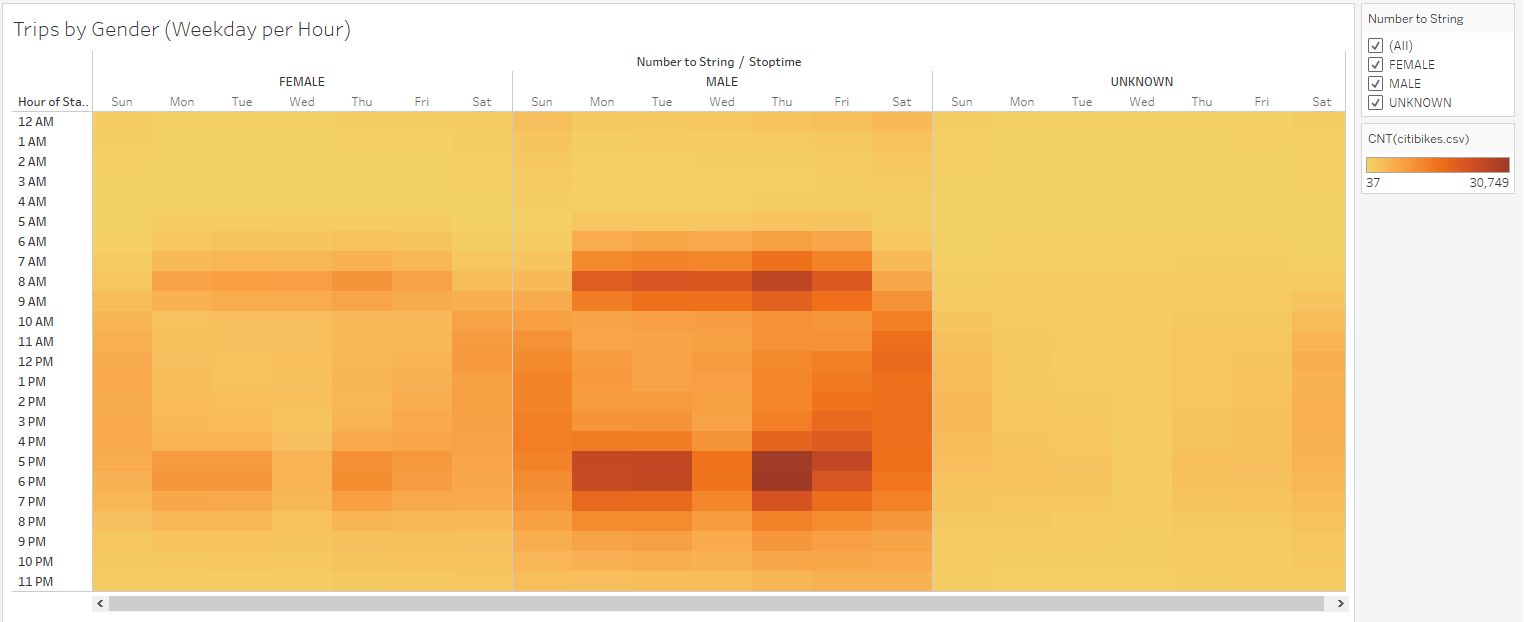 Trips by Gender (Weekday per Hour)
Number to String / Stoptime
FEMALE MALE UNKNOWN
Hour of Sta.. Sun Mon Tue Wed Thu Fri Sat Sun Mon Tue Wed Thu Fri Sat Sun Mon Tue Wed Thu Fri Sat
12 AM
1 AM
2 AM
3 AM
4 AM
5 AM
6 AM
7 AM
8 AM
9 AM
10 AM
11 AM
12 PM
1 PM
2 PM
3 PM
4 PM
5 PM
6 PM
7 PM
8 PM
9 PM
10 PM
11 PM
Number to String
(All)
FEMALE
MALE
UNKNOWN
CNT(citibikes.csv)
37 30,749